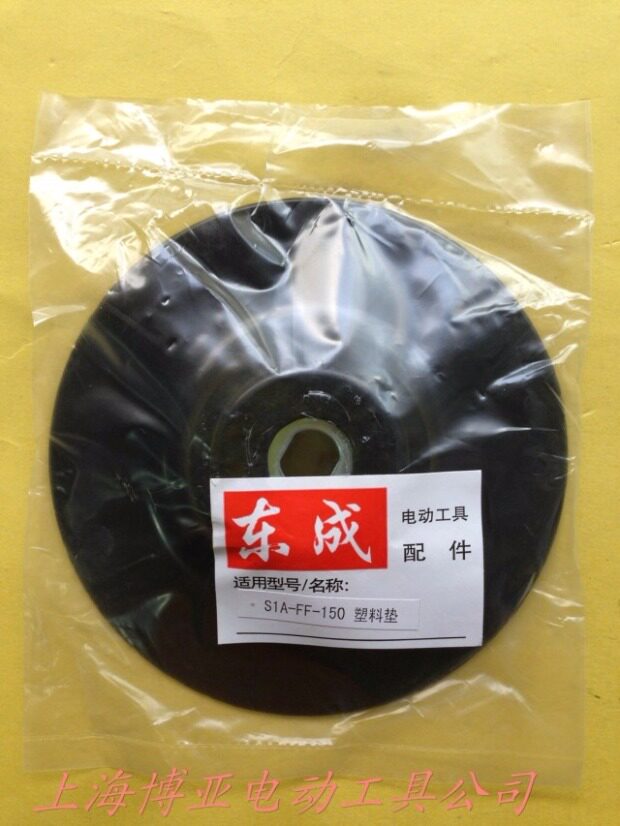 东成
电动工具
配件
适用型号/名称：
S1A-FF-150 塑料垫
上海博亚电动工具公司